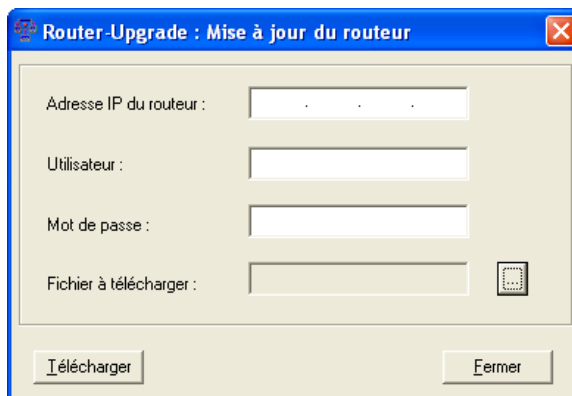 Router-Upgrade : Mise à jour du routeur
Adresse IP du routeur :
. . .
Utilisateur :
Mot de passe :
Fichier à télécharger :
...
Télécharger
Fermer